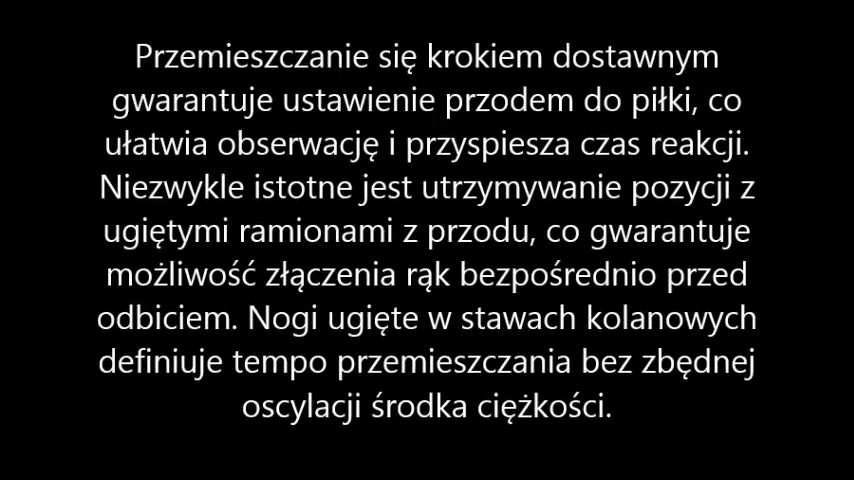 Przemieszczanie się krokiem dostawnym
gwarantuje ustawienie przodem do piłki, co
ułatwia obserwację i przyspiesza czas reakcji.
Niezwykle istotne jest utrzymywanie pozycji z
ugiętymi ramionami z przodu, co gwarantuje
możliwość złączenia rąk bezpośrednio przed
odbiciem. Nogi ugięte w stawach kolanowych
definiuje tempo przemieszczania bez zbędnej
oscylacji środka ciężkości.